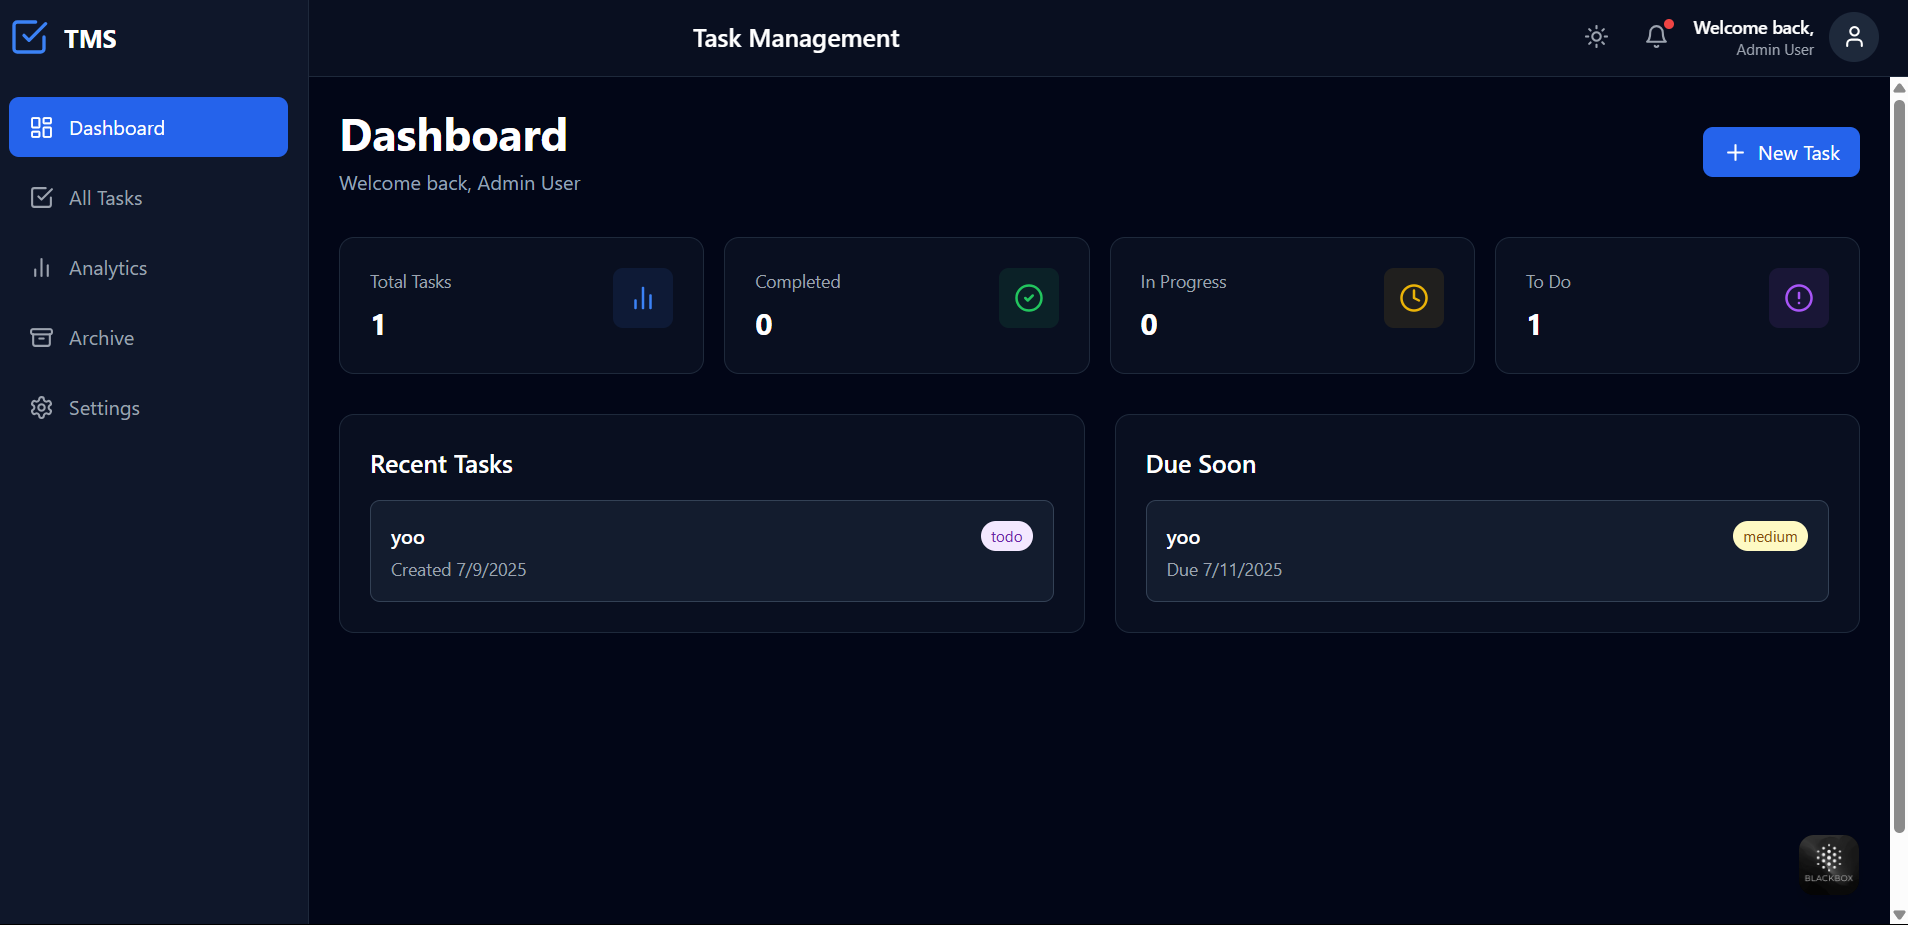 TMS
Dashboard
All Tasks
Analytics
Archive
Settings
Task Management
Welcome back,
Admin User
Dashboard
Welcome back, Admin User
New Task
Total Tasks
1
Completed
0
In Progress
0
To Do
1
Recent Tasks
yoo
todo
Created 7/9/2025
Due Soon
yoo
medium
Due 7/11/2025
BLACKBOX